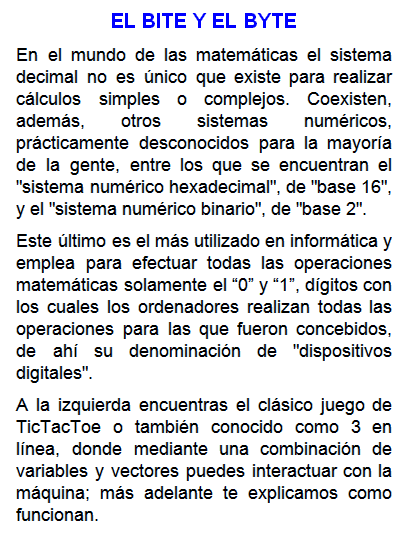 EL BITE Y EL BYTE
En el mundo de las matemáticas el sistema
decimal no es único que existe para realizar
cálculos simples o complejos. Coexisten,
además, otros sistemas numéricos,
prácticamente desconocidos para la mayoría
de la gente, entre los que se encuentran el
"sistema numérico hexadecimal", de "base 16",
y el "sistema numérico binario", de "base 2".
Este último es el más utilizado en informática y
emplea para efectuar todas las operaciones
matemáticas solamente el “0” y “1”, dígitos con
los cuales los ordenadores realizan todas las
operaciones para las que fueron concebidos,
de ahí su denominación de "dispositivos
digitales".
A la izquierda encuentras el clásico juego de
TicTacToe o también conocido como 3 en
línea, donde mediante una combinación de
variables y vectores puedes interactuar con la
máquina; más adelante te explicamos como
funcionan.